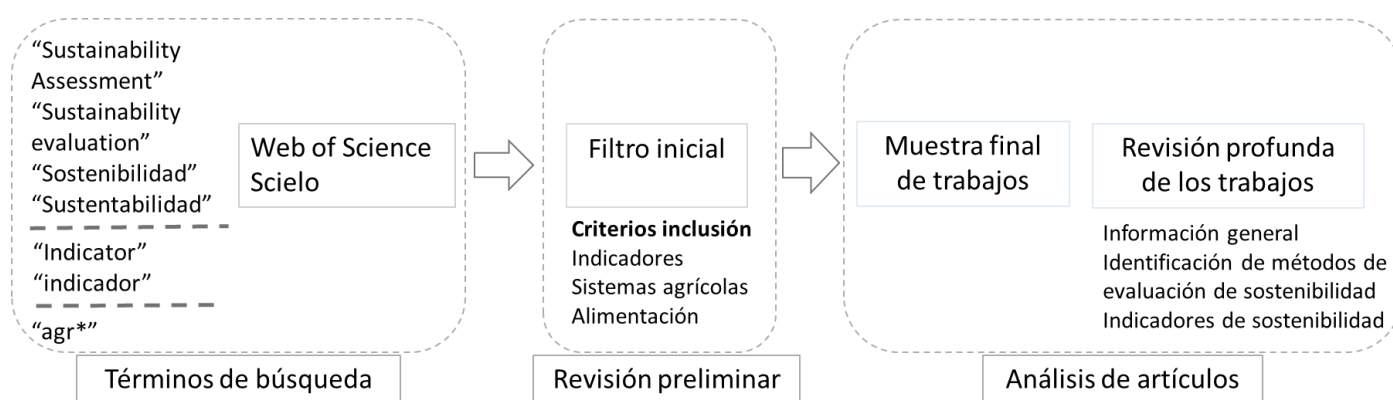 “Sustainability
Assessment”
“Sustainability
evaluation”
“Sostenibilidad”
“Sustentabilidad”
“Indicator”
“indicador”
“agr*”
Web of Science
Scielo
Términos de búsqueda
Filtro inicial
Criterios inclusión
Indicadores
Sistemas agrícolas
Alimentación
Revisión preliminar
Muestra final
de trabajos
Revisión profunda
de los trabajos
Información general
Identificación de métodos de
evaluación de sostenibilidad
Indicadores de sostenibilidad
Análisis de artículos